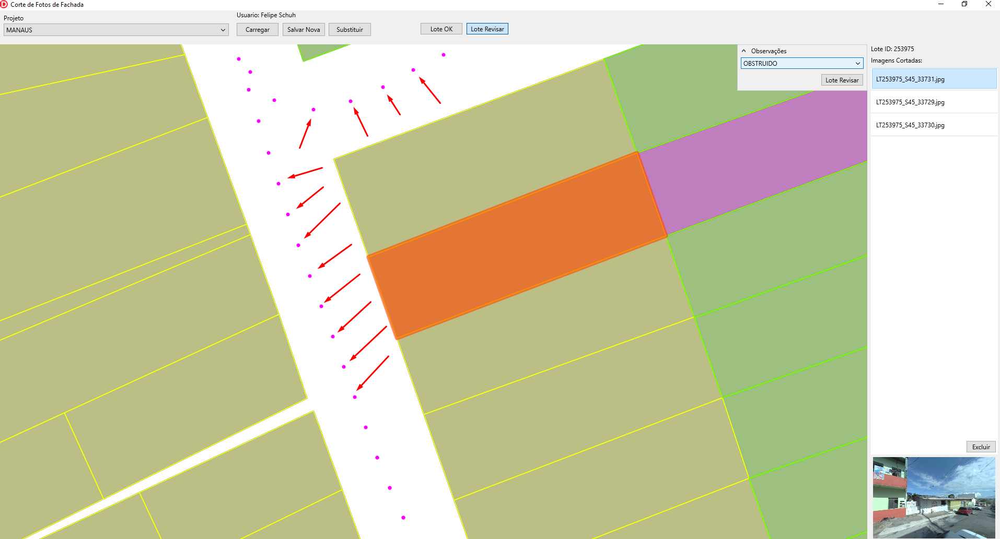 Corte de Fotos de Fachada
Projeto
MANAUS
Usuario: Felipe Schuh
Carregar
Salvar Nova
Substituir
Lote OK
Lote Revisar
Observações
OBSTRUIDO
Lote Revisar
Lote ID: 253975
Imagens Cortadas:
LT253975_S45_33731.jpg
LT253975_S45_33729.jpg
LT253975_S45_33730.jpg
Excluir